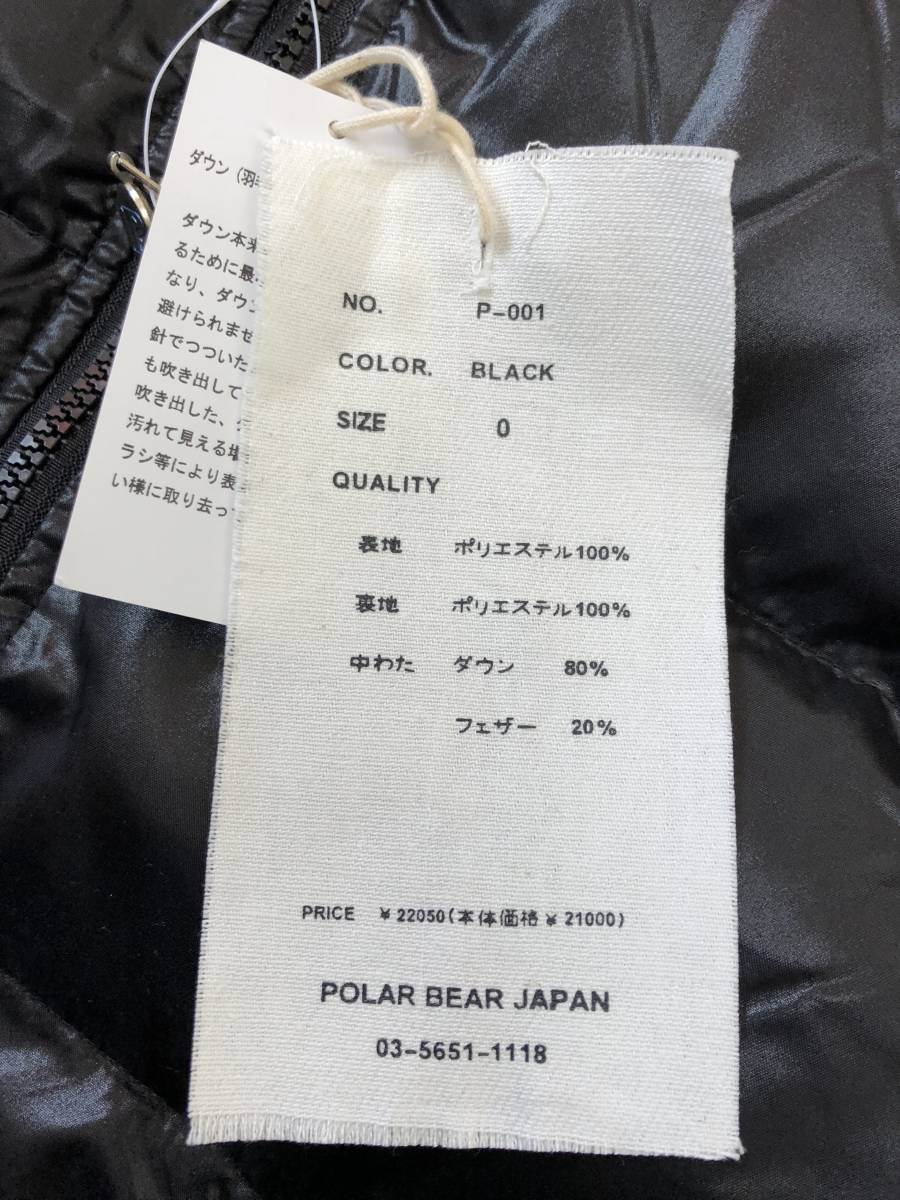 ダウン (羽
ダウン本来
るために最
なり、ダウ
避けられませ
針でつついた
も吹き出して
吹き出した、
汚れて見える
ラシ等により表
い様に取り去っ
NO. P-001
COLOR. BLACK
SIZE 0
QUALITY
表地 ポリエステル100%
裏地 ポリエステル100%
中わた ダウン 80%
フェザー 20%
PRICE ¥22050(本体価格¥21000)
POLAR BEAR JAPAN
03-5651-1118